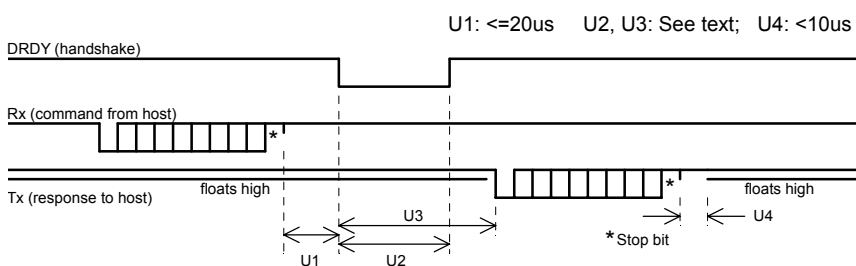 U1: <=20us U2, U3: See text; U4: <10us
DRDY (handshake)
Rx (command from host)
*
Tx (response to host)
floats high
*
floats high
U3
U4
*Stop bit
U1
U2